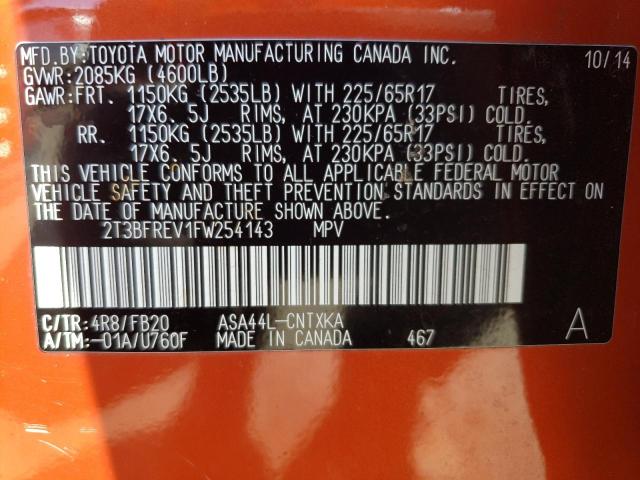 MFD.BY:TOYOTA MOTOR MANUFACTURING CANADA INC. 10/14
GVWR:2085KG (4600LB)
GAWR:FRT. 1150KG (2535LB) WITH 225/65R17 TIRES,
17X6. 5J RIMS, AT 230KPA (33PSI) COLD.
RR. 1150KG (2535LB) WITH 225/65R17 TIRES,
17X6. 5J RIMS, AT 230KPA (33PSI) COLD.
THIS VEHICLE CONFORMS TO ALL APPLICABLE FEDERAL MOTOR
VEHICLE SAFETY AND THEFT PREVENTION STANDARDS IN EFFECT ON
THE DATE OF MANUFACTURE SHOWN ABOVE.
2T3BFREV1FW254143 MPV
C/TR:4R8/FB20 ASA44L-CNTXKA
A/TM:-01A/U760F MADE IN CANADA 467 A